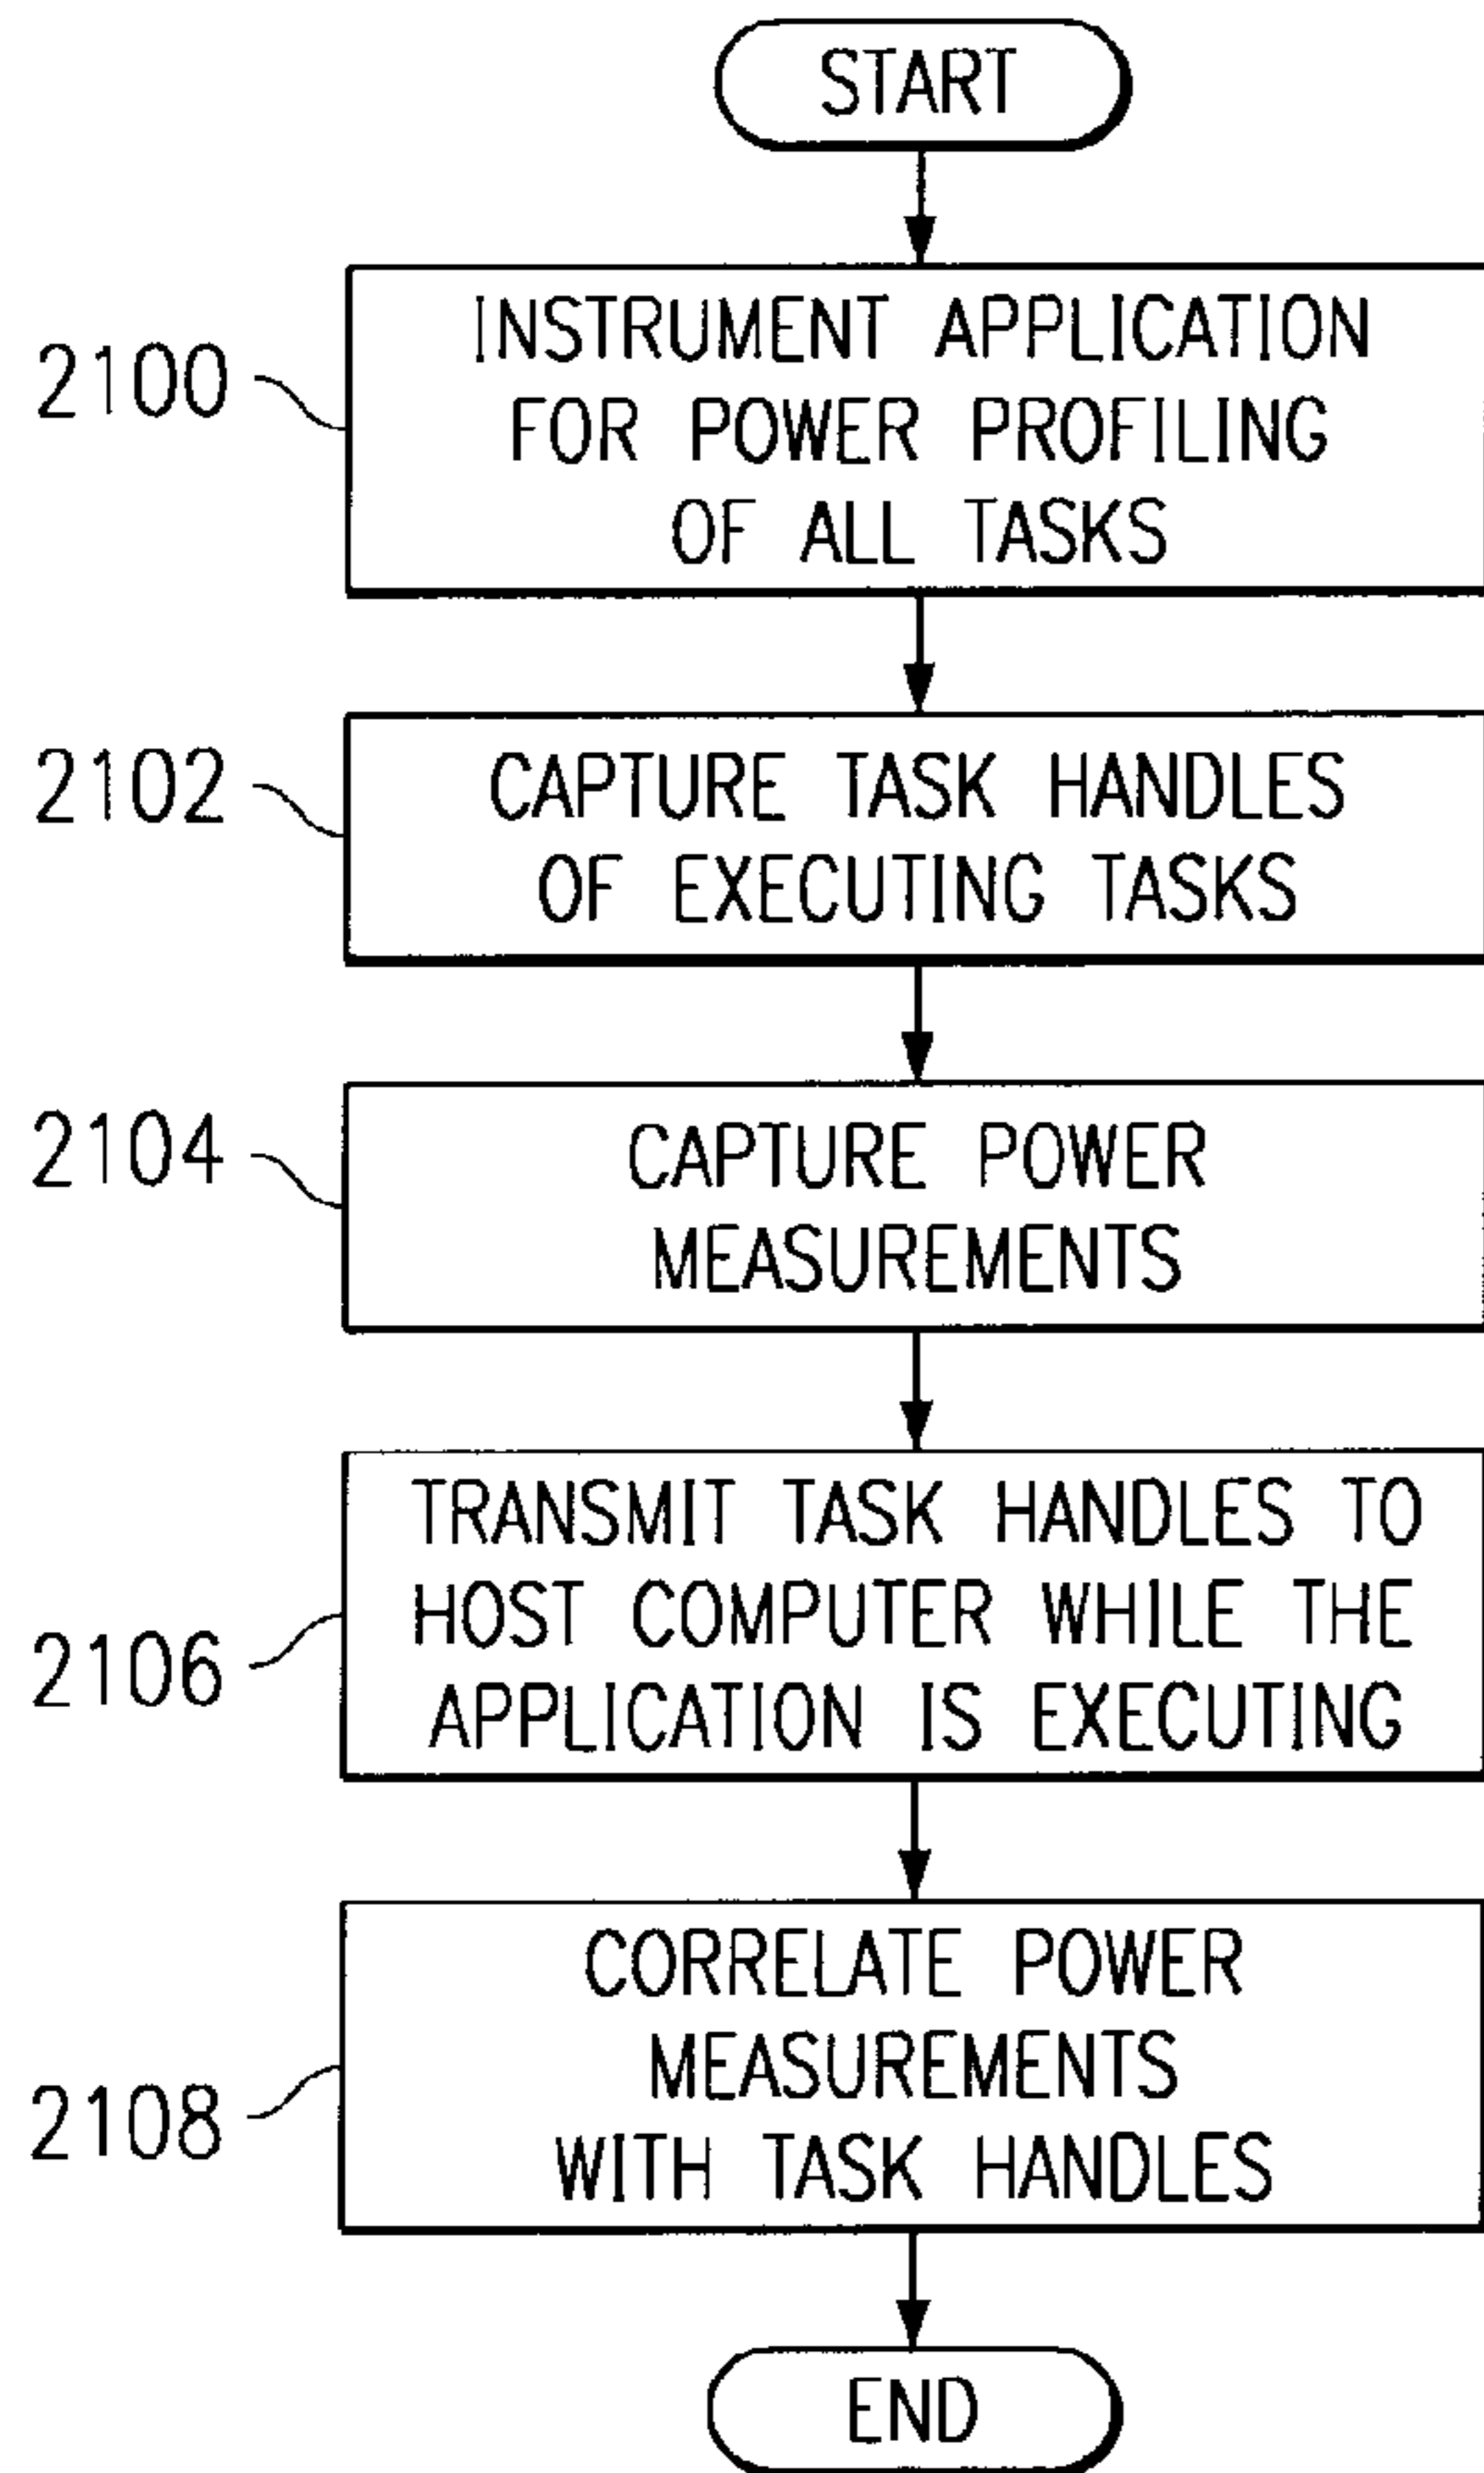 START
2100
INSTRUMENT APPLICATION
FOR POWER PROFILING
OF ALL TASKS
2102
CAPTURE TASK HANDLES
OF EXECUTING TASKS
2104
CAPTURE POWER
MEASUREMENTS
2106
TRANSMIT TASK HANDLES TO
HOST COMPUTER WHILE THE
APPLICATION IS EXECUTING
2108
CORRELATE POWER
MEASUREMENTS
WITH TASK HANDLES
END